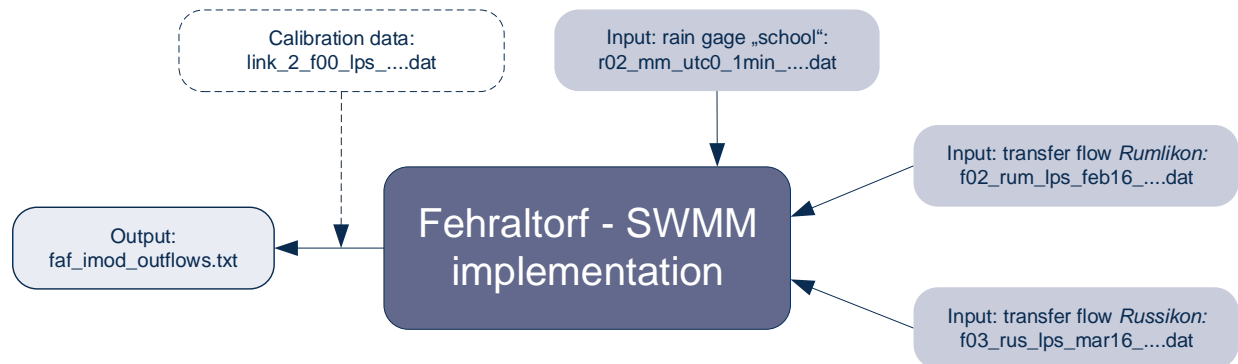 Calibration data:
link_2_f00_lps_....dat
Input: rain gage „school“:
r02_mm_utc0_1min_....dat
Input: transfer flow Rumlikon:
f02_rum_lps_feb16_....dat
Fehraltorf - SWMM
implementation
Output:
faf_imod_outflows.txt
Input: transfer flow Russikon:
f03_rus_lps_mar16_....dat